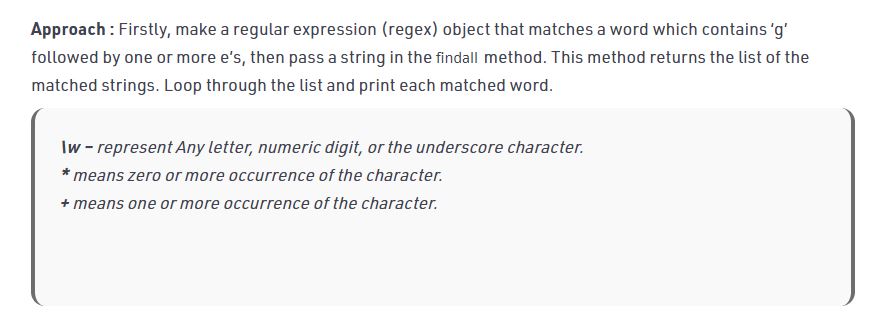 Approach : Firstly, make a regular expression (regex) object that matches a word which contains ‘g’
followed by one or more e’s, then pass a string in the findall method. This method returns the list of the
matched strings. Loop through the list and print each matched word.
\w – represent Any letter, numeric digit, or the underscore character.
* means zero or more occurrence of the character.
+ means one or more occurrence of the character.